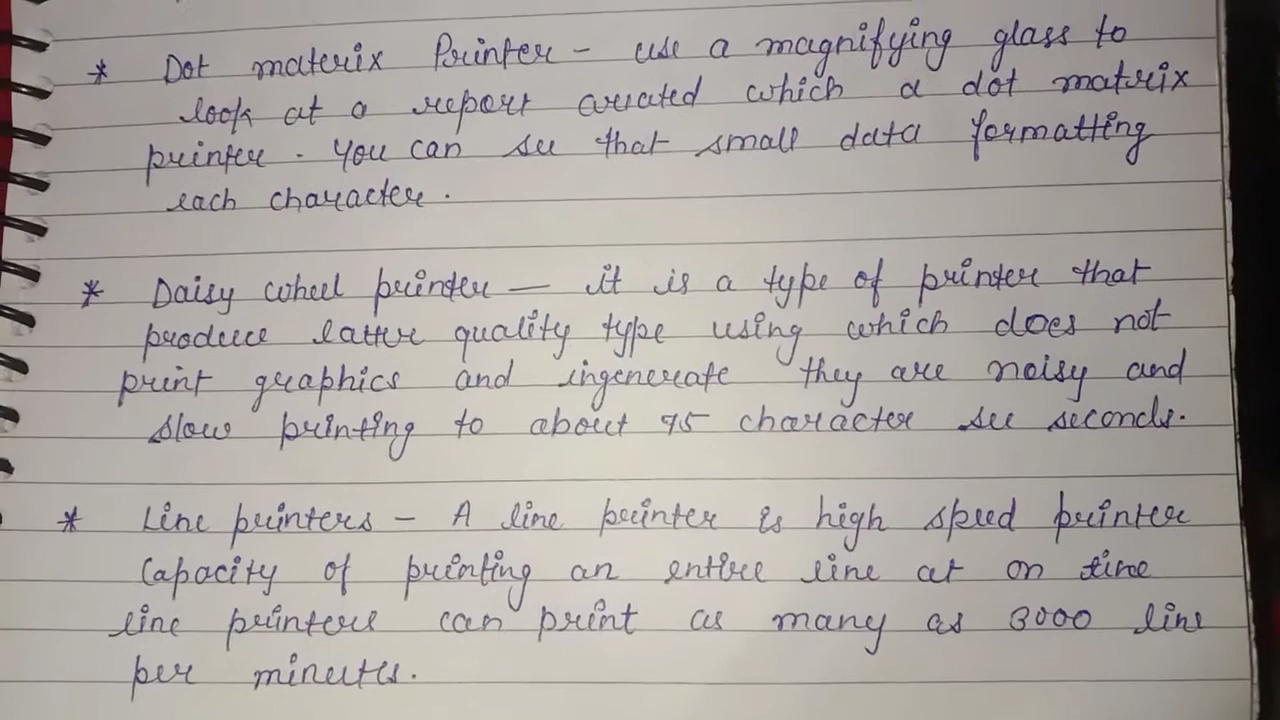 * Dot materix Printer - use a magnifying glass to
look at a report created which a dot matrix
printer. You can see that small data formatting
each character.
* Daisy wheel printer — it is a type of printer that
produce latter quality type using which does not
print graphics and ingenerate they are noisy and
slow printing to about 75 character see seconds.
* Line printers - A line printer is high speed printer
Capacity of printing an entire line at on time
line printers can print as many as 3000 line
per minutes.